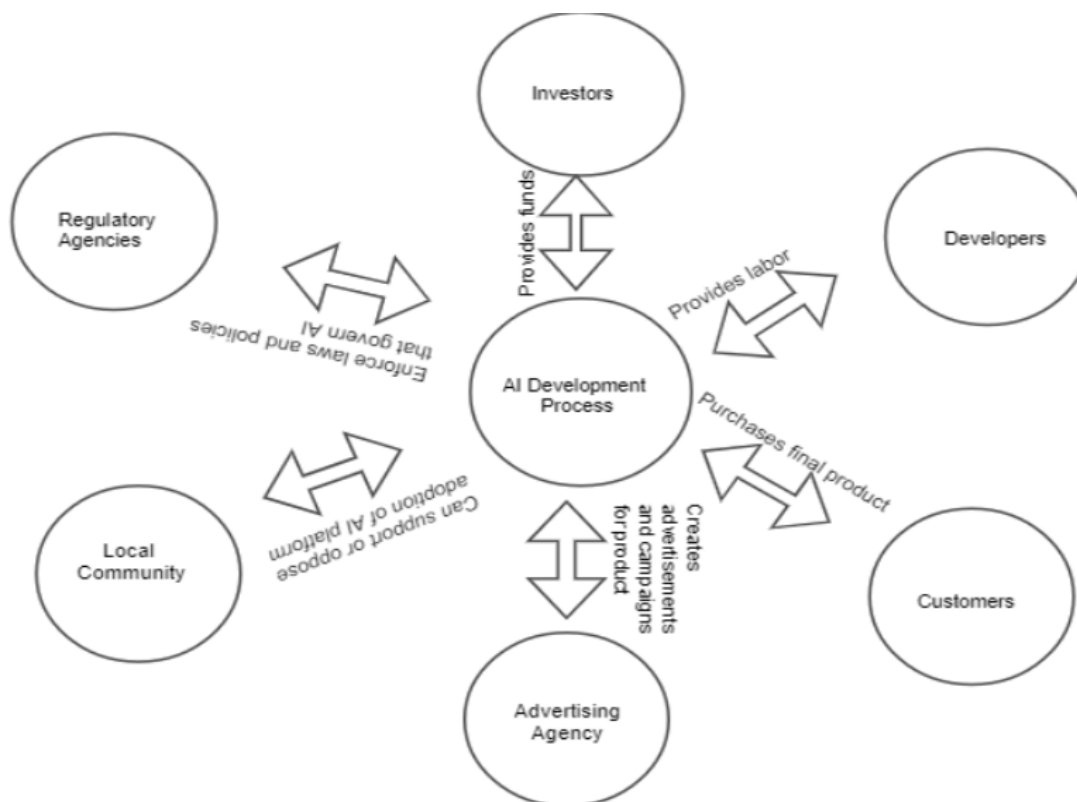 Investors
Regulatory
Agencies
Developers
Provides funds
Provides labor
Enforce laws and policies
that govern AI
AI Development
Process
Purchases final product
Can support or oppose
adoption of AI platform
Creates
advertisements
and campaigns
for product
Local
Community
Customers
Advertising
Agency